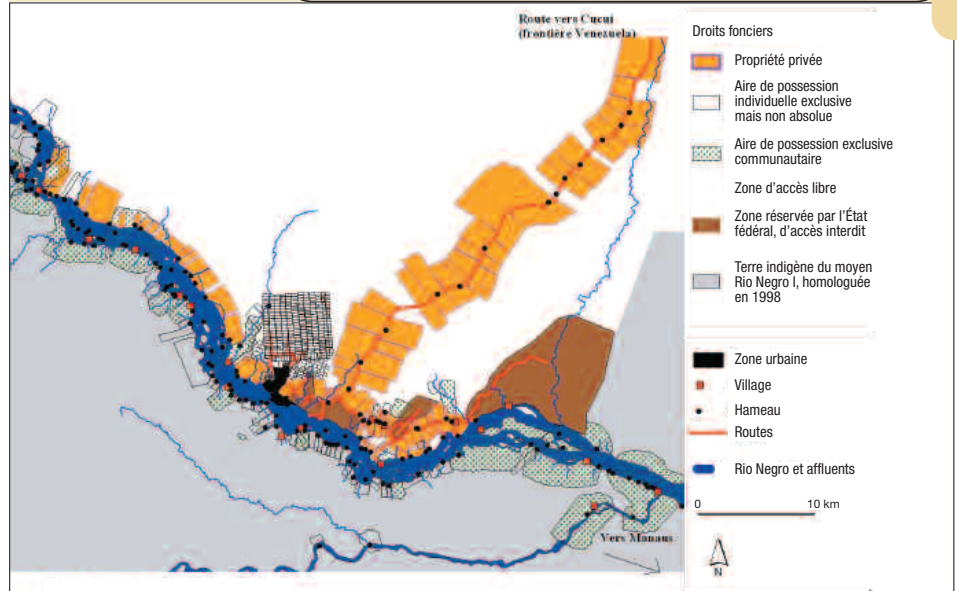 Route vers Cucui
(frontière Venezuela)
Droits fonciers
Propriété privée
Aire de possession
individuelle exclusive
mais non absolue
Aire de possession exclusive
communautaire
Zone d'accès libre
Zone réservée par l'État
fédéral, d'accès interdit
Terre indigène du moyen
Rio Negro I, homologuée
en 1998
Zone urbaine
Village
Hameau
Routes
Rio Negro et affluents
0 10 km
N
Vers Manaus